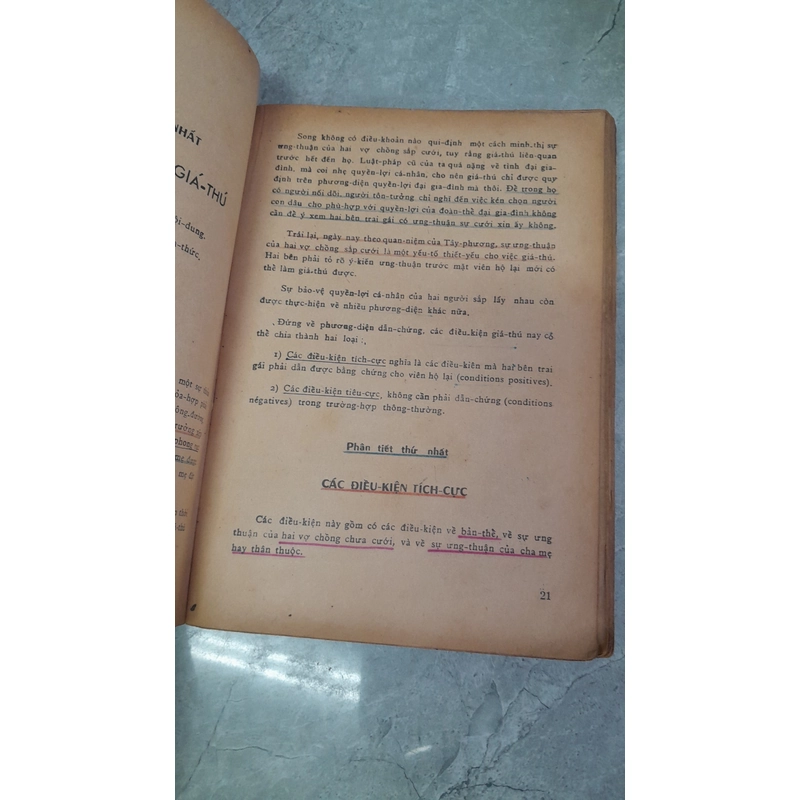 NHẤT
GIÁ-THÚ
một sự
mẹ đ
Song không có điều-khoản nào qui-định một cách minh-thị sự
ưng-thuận của hai vợ chồng sắp cưới, tuy rằng giá-thú liên-quan
trước hết đến họ. Luật-pháp cũ của ta quá nặng về tình đại gia-
đình, mà coi nhẹ quyền-lợi cá-nhân, cho nên giá-thú chỉ được quy
định trên phương-diện quyền-lợi đại gia-đình mà thôi. Để trong họ
có người nối dõi, người tôn-tưởng chỉ nghĩ đến việc kén chọn người
con dâu cho phù-hợp với quyền-lợi của đoàn-thể đại gia-đình không
cần để ý xem hai bên trai gái có ưng-thuận sự cưới xin ấy không.
Trái lại, ngày nay theo quan-niệm của Tây-phương, sự ưng-thuận
của hai vợ chồng sắp cưới là một yếu-tố thiết-yếu cho việc giá-thú.
Hai bên phải tỏ rõ ý-kiến ưng-thuận trước mặt viên hộ lại mới có
thể làm giá-thú được.
Sự bảo-vệ quyền-lợi cá-nhân của hai người sắp lấy nhau còn
được thực-hiện về nhiều phương-diện khác nữa.
Đứng về phương-diện dẫn-chứng, các điều-kiện giá-thú nay có
thể chia thành hai loại :
1) Các điều-kiện tích-cực nghĩa là các điều-kiện mà hai bên trai
gái phải dẫn được bằng chứng cho viên hộ lại (conditions positives).
2) Các điều-kiện tiêu-cực, không cần phải dẫn-chứng (conditions
négatives) trong trường-hợp thông-thường.
Phân tiết thứ nhất
CÁC ĐIỀU-KIỆN TÍCH-CỰC
Các điều-kiện này gồm có các điều-kiện về bản-thể, về sự ưng
thuận của hai vợ chồng chưa cưới, và về sự ưng-thuận của cha mẹ
hay thân thuộc.
21